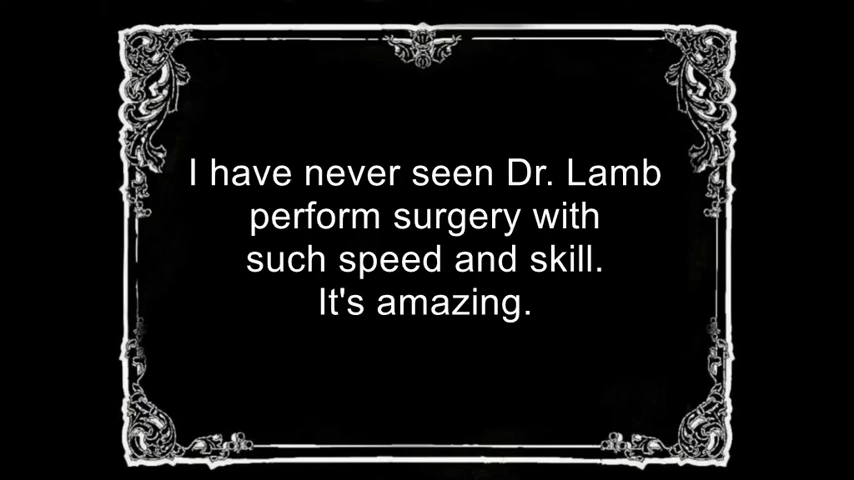 I have never seen Dr. Lamb
perform surgery with
such speed and skill.
It's amazing.